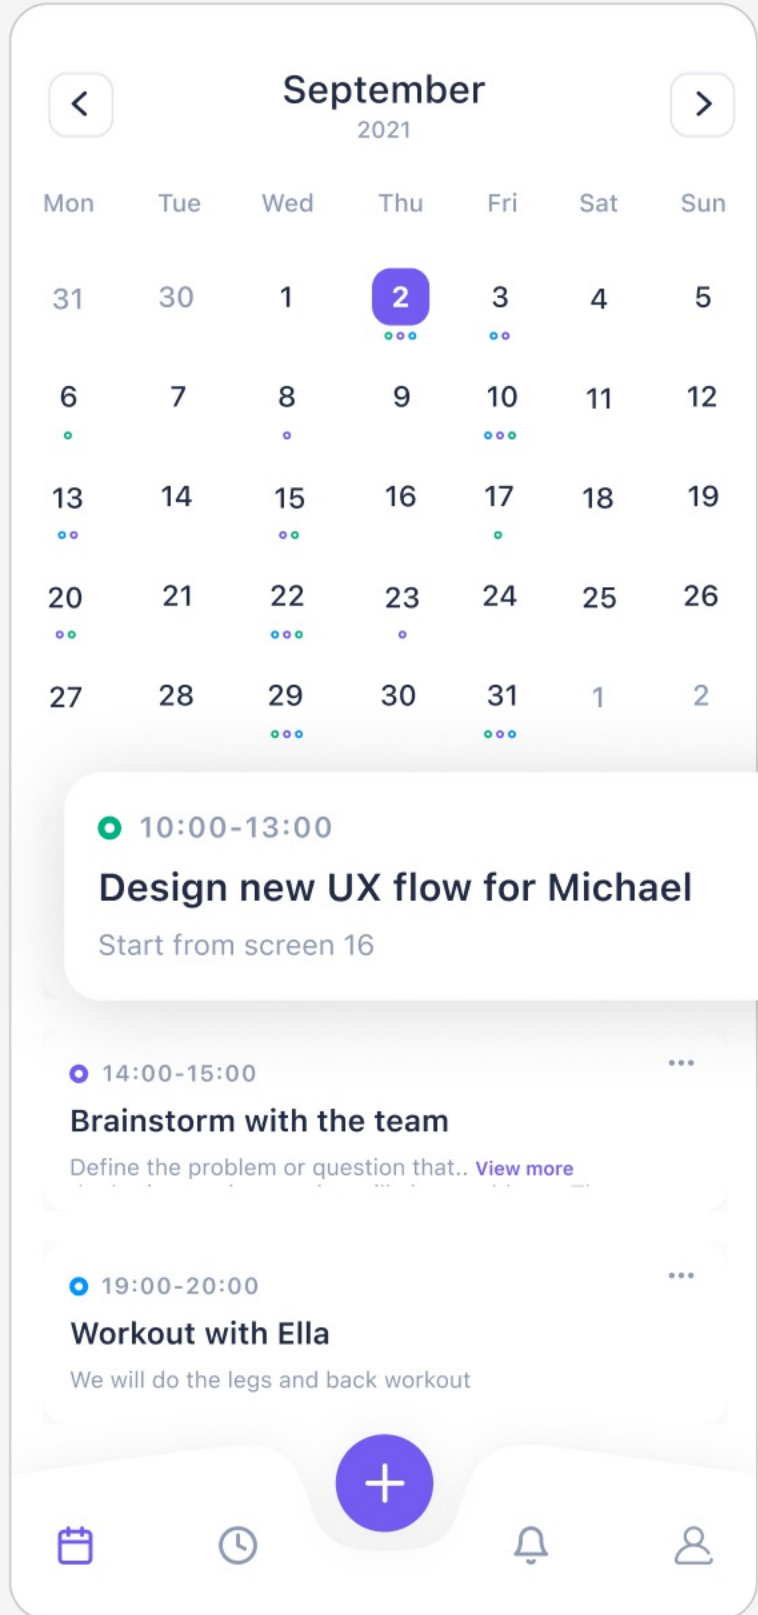 September
2021
Mon Tue Wed Thu Fri Sat Sun
31 30 1 2 3 4 5
6 7 8 9 10 11 12
13 14 15 16 17 18 19
20 21 22 23 24 25 26
27 28 29 30 31 1 2
10:00-13:00
Design new UX flow for Michael
Start from screen 16
14:00-15:00
Brainstorm with the team
Define the problem or question that.. View more
19:00-20:00
Workout with Ella
We will do the legs and back workout